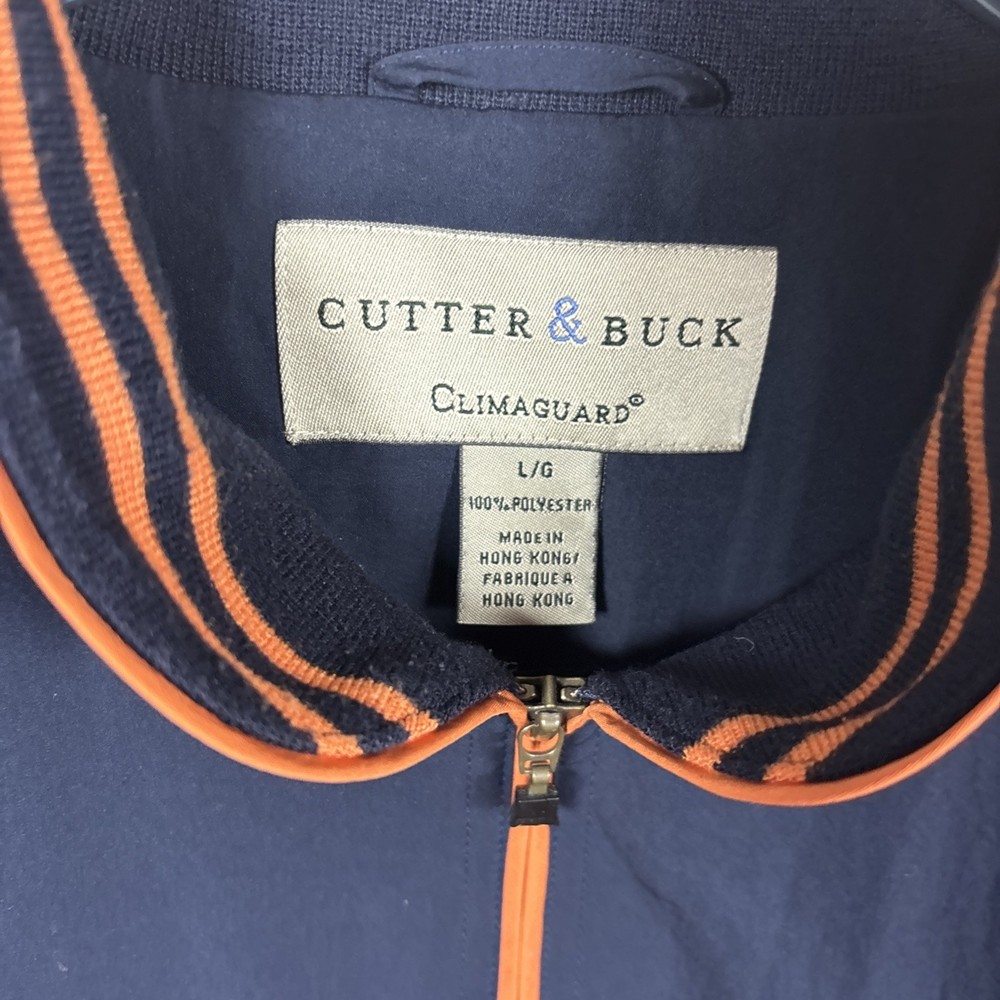 CUTTER & BUCK
CLIMAGUARD®
L/G
100% POLYESTER
MADE IN
HONG KONG/
FABRIQUE A
HONG KONG